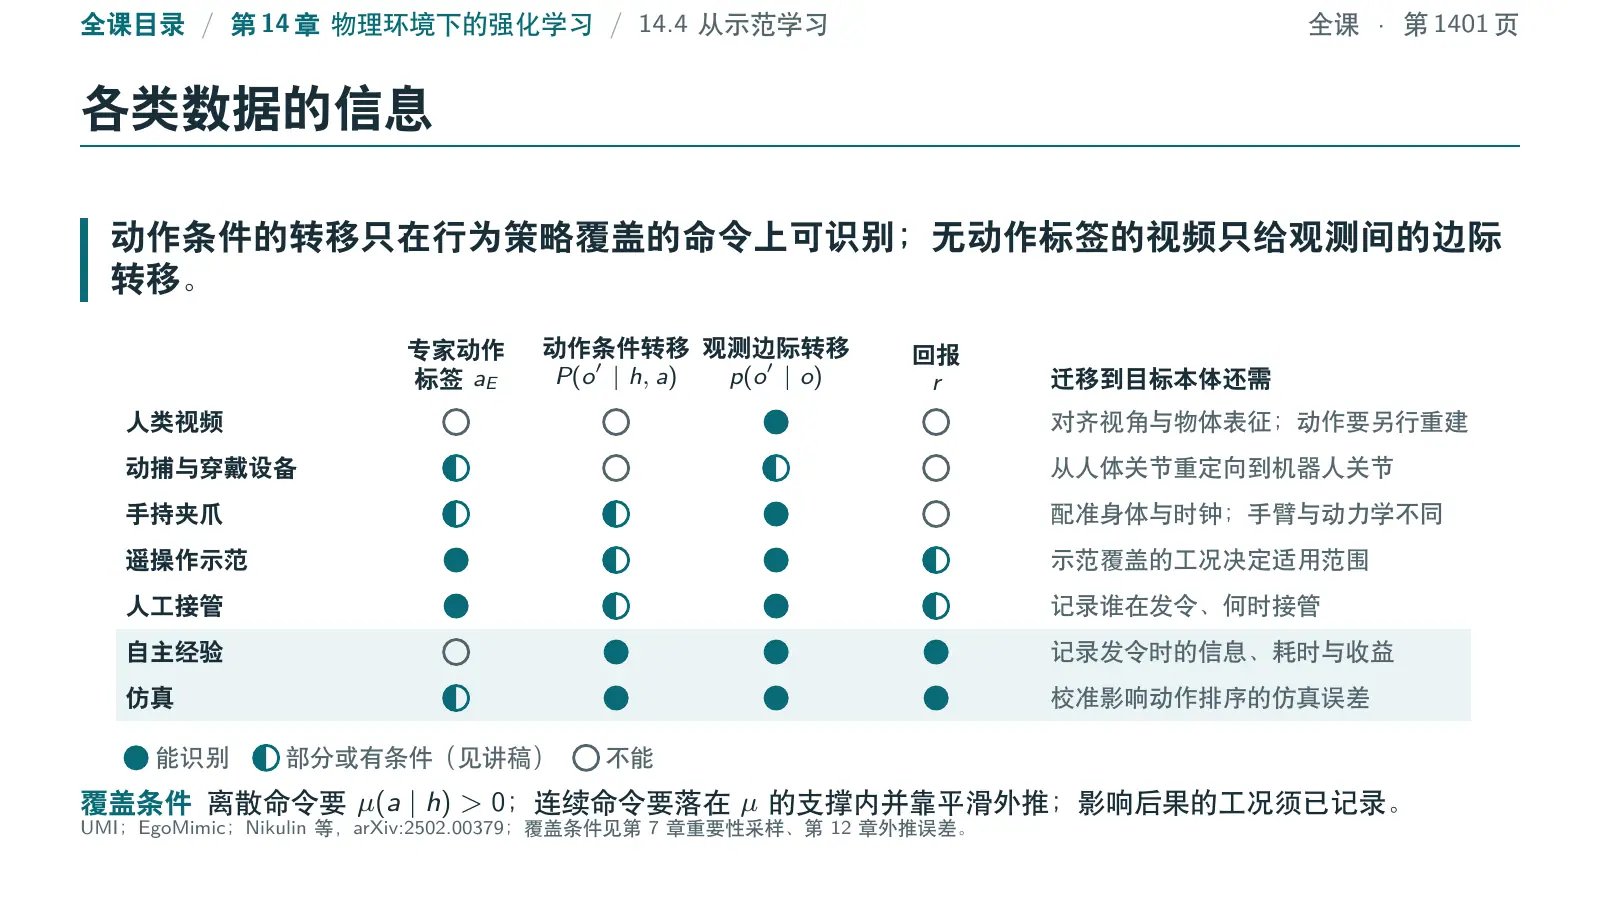 全课目录 / 第 14 章 物理环境下的强化学习 / 14.4 从示范学习
全课 · 第 1401 页
各类数据的信息
动作条件的转移只在行为策略覆盖的命令上可识别；无动作标签的视频只给观测间的边际
转移。
专家动作 标签 a_E
动作条件转移 P(o′ | h, a)
观测边际转移 p(o′ | o)
回报 r
迁移到目标本体还需
人类视频 ○ ○ ● ○ 对齐视角与物体表征；动作要另行重建
动捕与穿戴设备 ◐ ○ ◐ ○ 从人体关节重定向到机器人关节
手持夹爪 ◐ ◐ ● ○ 配准身体与时钟；手臂与动力学不同
遥操作示范 ● ◐ ● ◐ 示范覆盖的工况决定适用范围
人工接管 ● ◐ ● ◐ 记录谁在发令、何时接管
自主经验 ○ ● ● ● 记录发令时的信息、耗时与收益
仿真 ◐ ● ● ● 校准影响动作排序的仿真误差
● 能识别 ◐ 部分或有条件（见讲稿） ○ 不能
覆盖条件 离散命令要 μ(a | h) > 0；连续命令要落在 μ 的支撑内并靠平滑外推；影响后果的工况须已记录。
UMI；EgoMimic；Nikulin 等，arXiv:2502.00379；覆盖条件见第 7 章重要性采样、第 12 章外推误差。